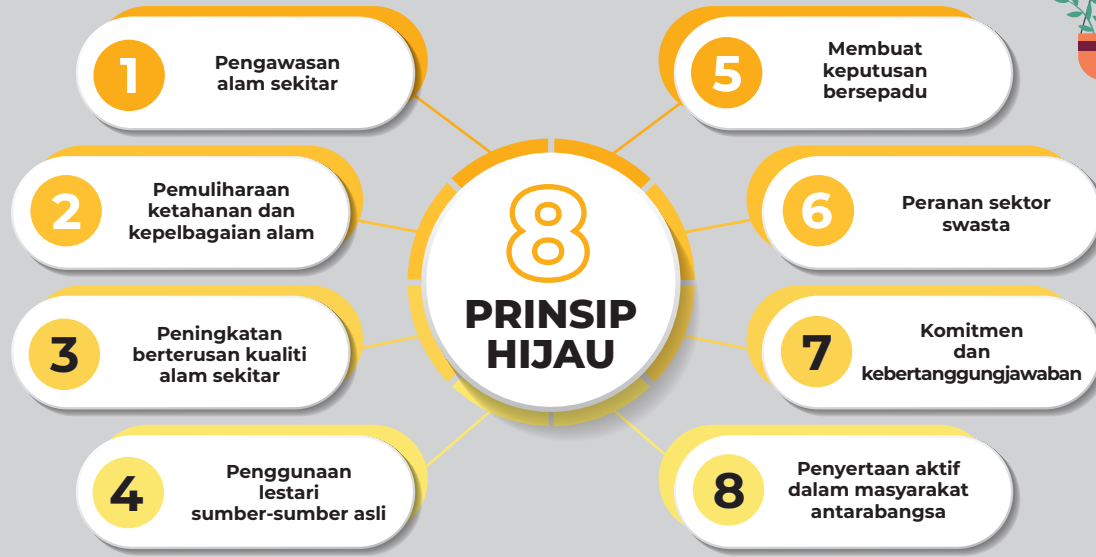 8
PRINSIP
HIJAU
1
Pengawasan
alam sekitar
2
Pemuliharaan
ketahanan dan
kepelbagaian alam
3
Peningkatan
berterusan kualiti
alam sekitar
4
Penggunaan
lestari
sumber-sumber asli
5
Membuat
keputusan
bersepadu
6
Peranan sektor
swasta
7
Komitmen
dan
kebertanggungjawaban
8
Penyertaan aktif
dalam masyarakat
antarabangsa